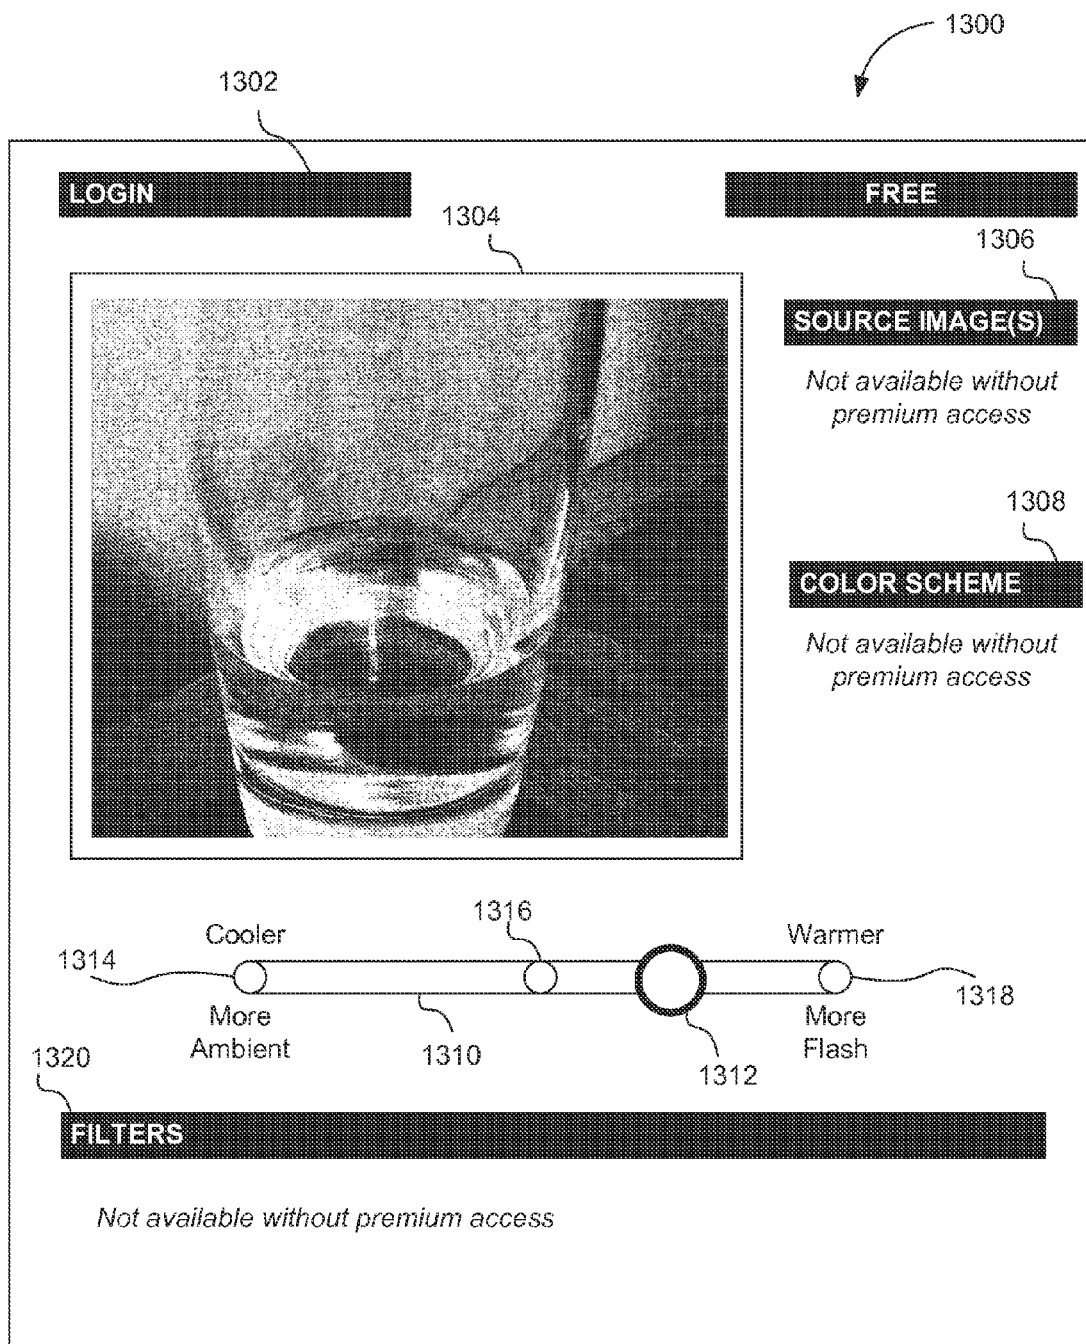 1300
1302
LOGIN
FREE
1304
1306
SOURCE IMAGE(S)
Not available without
premium access
1308
COLOR SCHEME
Not available without
premium access
1316
Cooler
Warmer
1314
1318
More
Ambient
More
Flash
1310
1312
1320
FILTERS
Not available without premium access